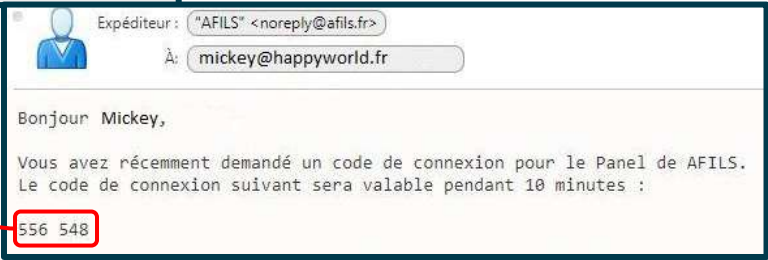 Expéditeur : "AFILS" <noreply@afils.fr>
À: mickey@happyworld.fr
Bonjour Mickey,
Vous avez récemment demandé un code de connexion pour le Panel de AFILS.
Le code de connexion suivant sera valable pendant 10 minutes :
556 548